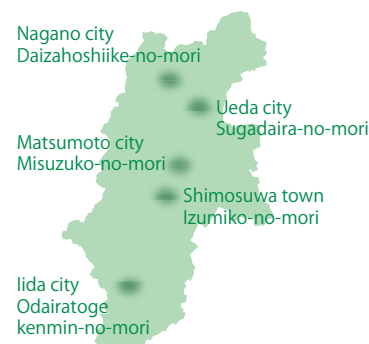 Nagano city
Daizahoshiike-no-mori
Ueda city
Sugadaira-no-mori
Matsumoto city
Misuzuko-no-mori
Shimosuwa town
Izumiko-no-mori
Iida city
Odairatoge
kenmin-no-mori